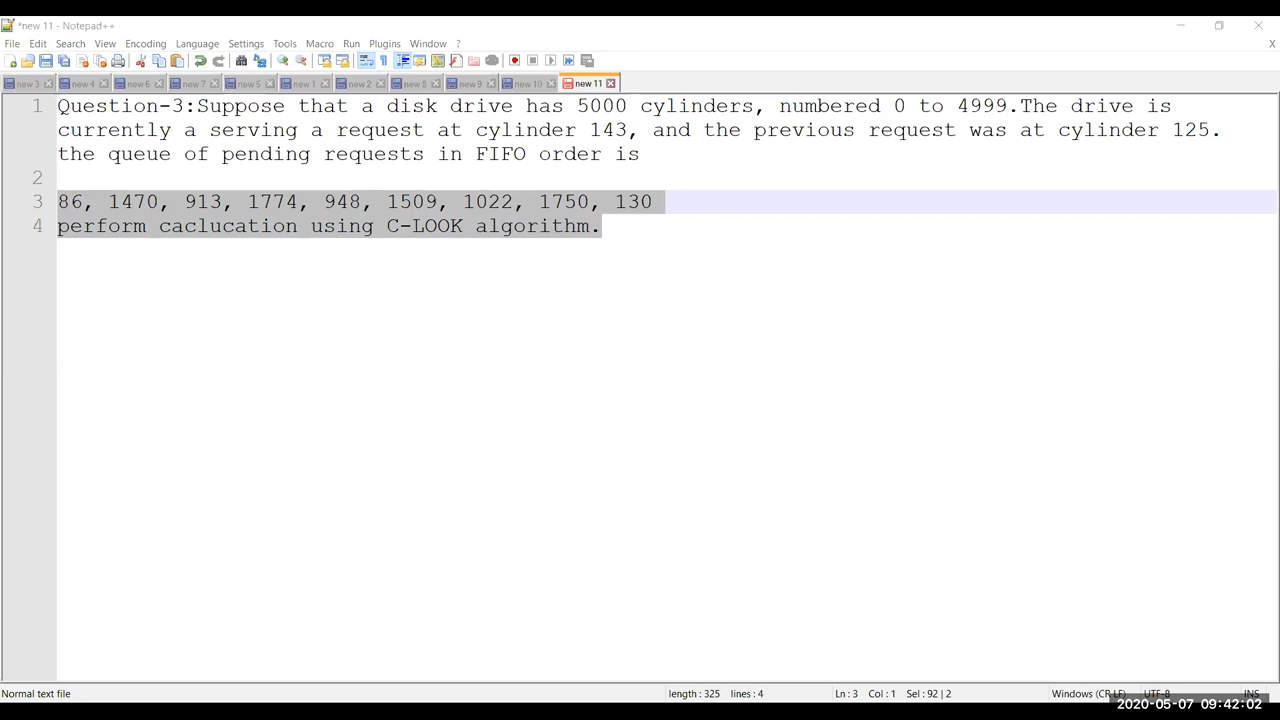 *new 11 - Notepad++
File Edit Search View Encoding Language Settings Tools Macro Run Plugins Window ? X
new 3 new 4 new 6 new 7 new 5 new 1 new 2 new 8 new 9 new 10 new 11
1 Question-3:Suppose that a disk drive has 5000 cylinders, numbered 0 to 4999.The drive is
currently a serving a request at cylinder 143, and the previous request was at cylinder 125.
the queue of pending requests in FIFO order is
2
3 86, 1470, 913, 1774, 948, 1509, 1022, 1750, 130
4 perform caclucation using C-LOOK algorithm.
Normal text file length : 325 lines : 4 Ln : 3 Col : 1 Sel : 92 | 2 Windows (CR LF) UTF-8 INS
2020-05-07 09:42:02